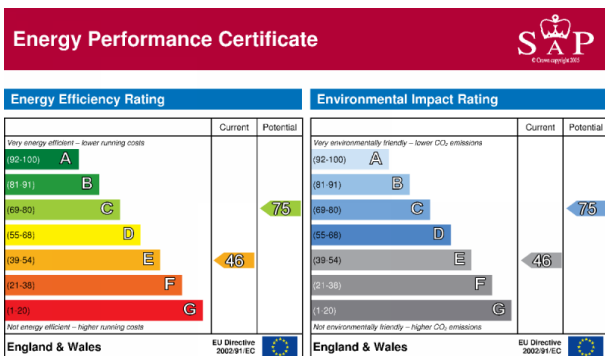 Energy Performance Certificate
SAP
© Crown copyright 2005
Energy Efficiency Rating
Current Potential
Very energy efficient – lower running costs
(92-100) A
(81-91) B
(69-80) C
75
(55-68) D
(39-54) E
46
(21-38) F
(1-20) G
Not energy efficient – higher running costs
England & Wales
EU Directive
2002/91/EC
Environmental Impact Rating
Current Potential
Very environmentally friendly – lower CO₂ emissions
(92-100) A
(81-91) B
(69-80) C
75
(55-68) D
(39-54) E
46
(21-38) F
(1-20) G
Not environmentally friendly – higher CO₂ emissions
England & Wales
EU Directive
2002/91/EC